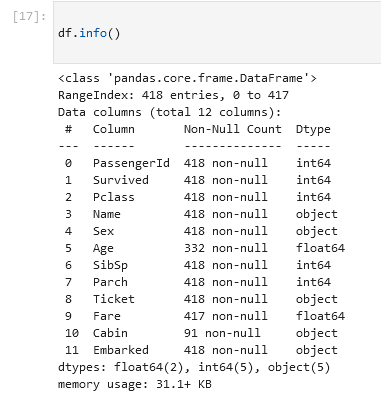 [17]:
df.info()
<class 'pandas.core.frame.DataFrame'>
RangeIndex: 418 entries, 0 to 417
Data columns (total 12 columns):
 #   Column       Non-Null Count  Dtype
---  ------       --------------  -----
 0   PassengerId  418 non-null    int64
 1   Survived     418 non-null    int64
 2   Pclass       418 non-null    int64
 3   Name         418 non-null    object
 4   Sex          418 non-null    object
 5   Age          332 non-null    float64
 6   SibSp        418 non-null    int64
 7   Parch        418 non-null    int64
 8   Ticket       418 non-null    object
 9   Fare         417 non-null    float64
 10  Cabin        91 non-null     object
 11  Embarked     418 non-null    object
dtypes: float64(2), int64(5), object(5)
memory usage: 31.1+ KB